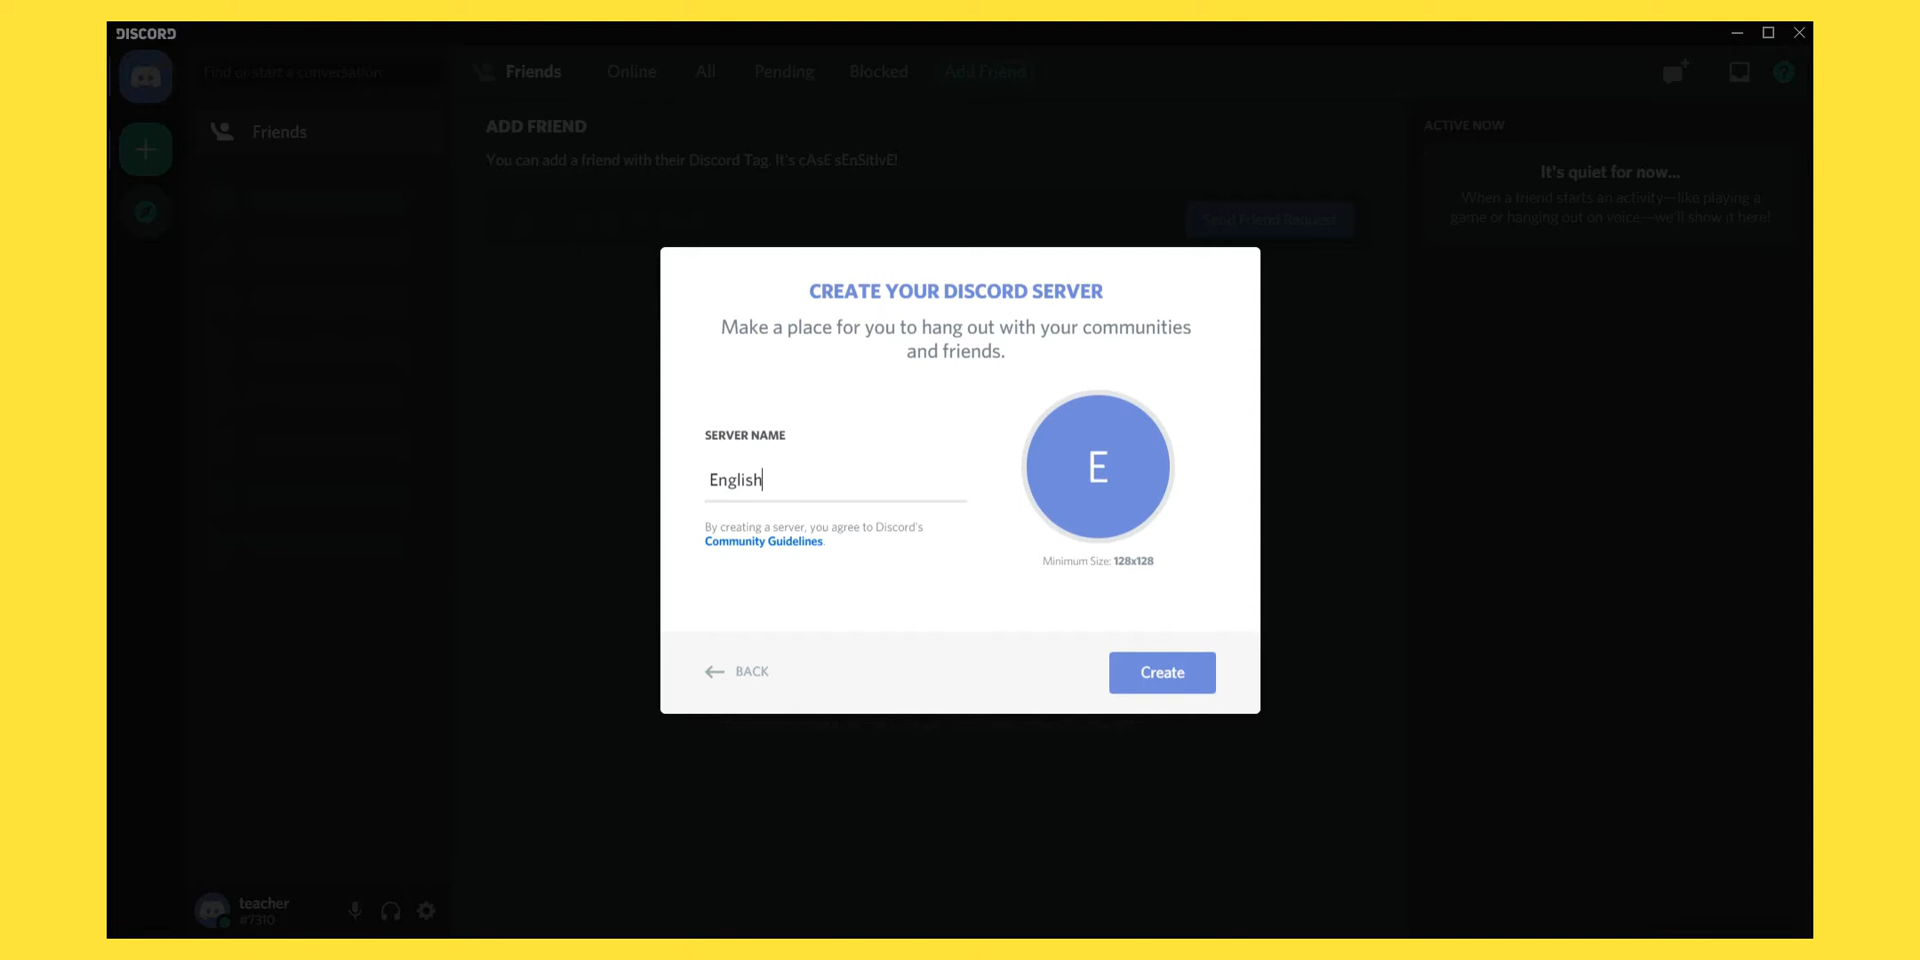 DISCORD
Find or start a conversation
Friends
Online
All
Pending
Blocked
Add Friend
Friends
ADD FRIEND
You can add a friend with their Discord Tag. It's cAsE sEnSitIvE!
Send Friend Request
ACTIVE NOW
It's quiet for now...
When a friend starts an activity—like playing a
game or hanging out on voice—we'll show it here!
CREATE YOUR DISCORD SERVER
Make a place for you to hang out with your communities
and friends.
SERVER NAME
English
E
By creating a server, you agree to Discord's
Community Guidelines.
Minimum Size: 128x128
BACK
Create
teacher
#7310